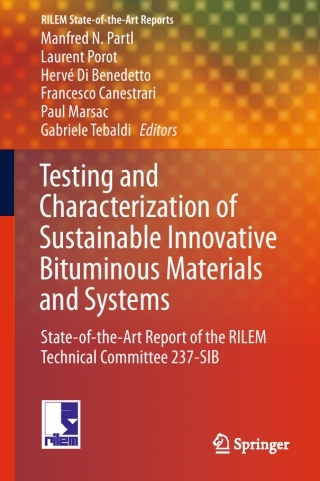 RILEM State-of-the-Art Reports
Manfred N. Partl
Laurent Porot
Hervé Di Benedetto
Francesco Canestrari
Paul Marsac
Gabriele Tebaldi Editors
Testing and
Characterization of
Sustainable Innovative
Bituminous Materials
and Systems
State-of-the-Art Report of the RILEM
Technical Committee 237-SIB
rilem
Springer